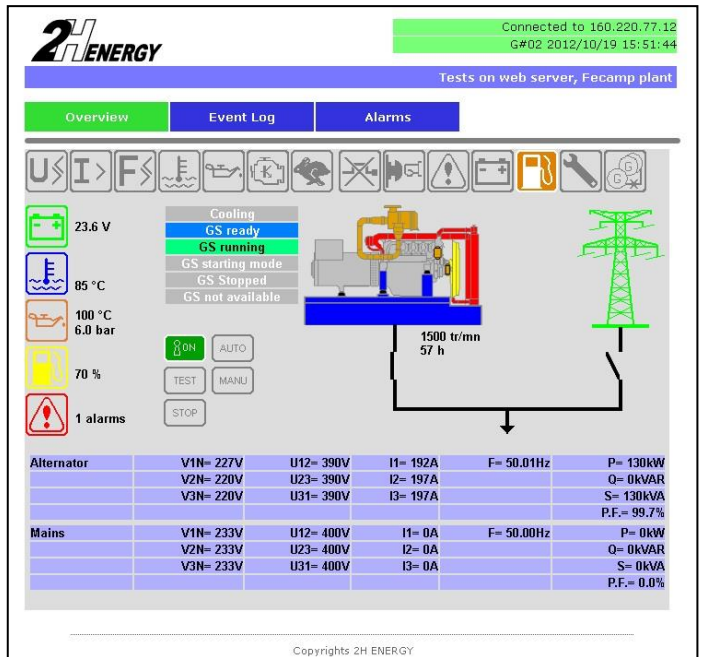 2H ENERGY
Connected to 160.220.77.12
G#02 2012/10/19 15:51:44
Tests on web server, Fecamp plant
Overview Event Log Alarms
U I> F K G G
23.6 V
85 °C
100 °C
6.0 bar
70 %
1 alarms
Cooling
GS ready
GS running
GS starting mode
GS Stopped
GS not available
ON AUTO
TEST MANU
STOP
1500 tr/mn
57 h
Alternator V1N= 227V U12= 390V I1= 192A F= 50.01Hz P= 130kW
V2N= 220V U23= 390V I2= 197A Q= 0kVAR
V3N= 220V U31= 390V I3= 197A S= 130kVA
P.F.= 99.7%
Mains V1N= 233V U12= 400V I1= 0A F= 50.00Hz P= 0kW
V2N= 233V U23= 400V I2= 0A Q= 0kVAR
V3N= 233V U31= 400V I3= 0A S= 0kVA
P.F.= 0.0%
Copyrights 2H ENERGY